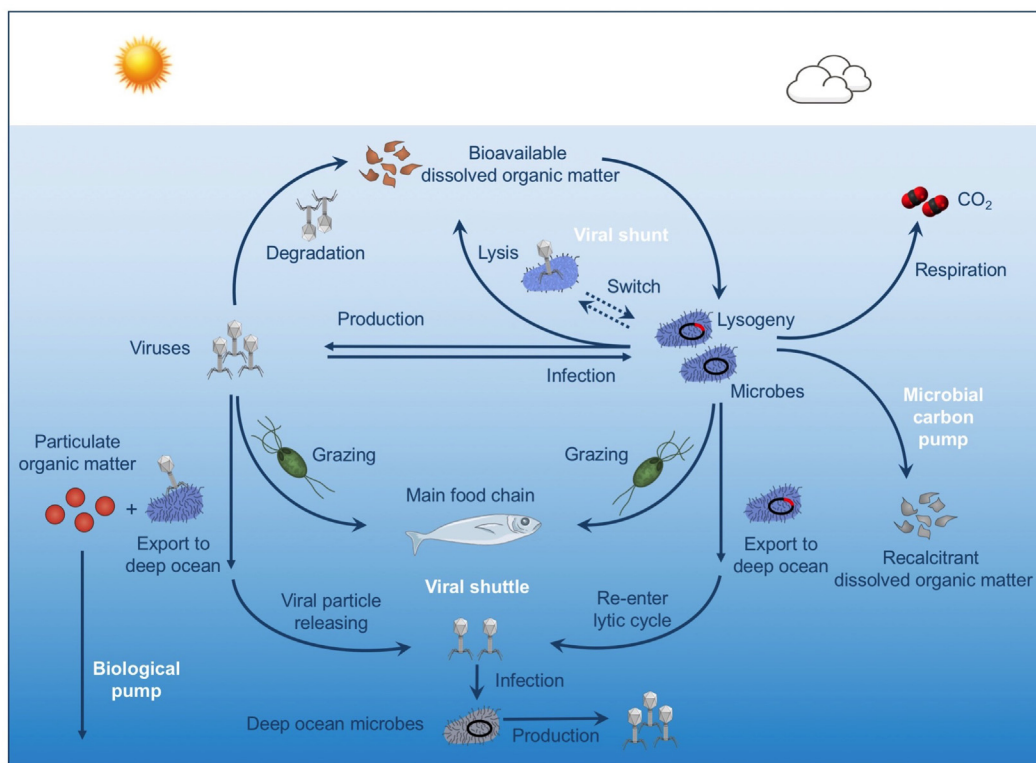 Bioavailable
dissolved organic matter
CO2
Degradation
Lysis
Viral shunt
Switch
Respiration
Production
Lysogeny
Viruses
Infection
Microbes
Microbial
carbon
pump
Particulate
organic matter
Grazing
Grazing
Main food chain
+
Export to
deep ocean
Export to
deep ocean
Recalcitrant
dissolved organic matter
Viral shuttle
Viral particle
releasing
Re-enter
lytic cycle
Biological
pump
Infection
Deep ocean microbes
Production